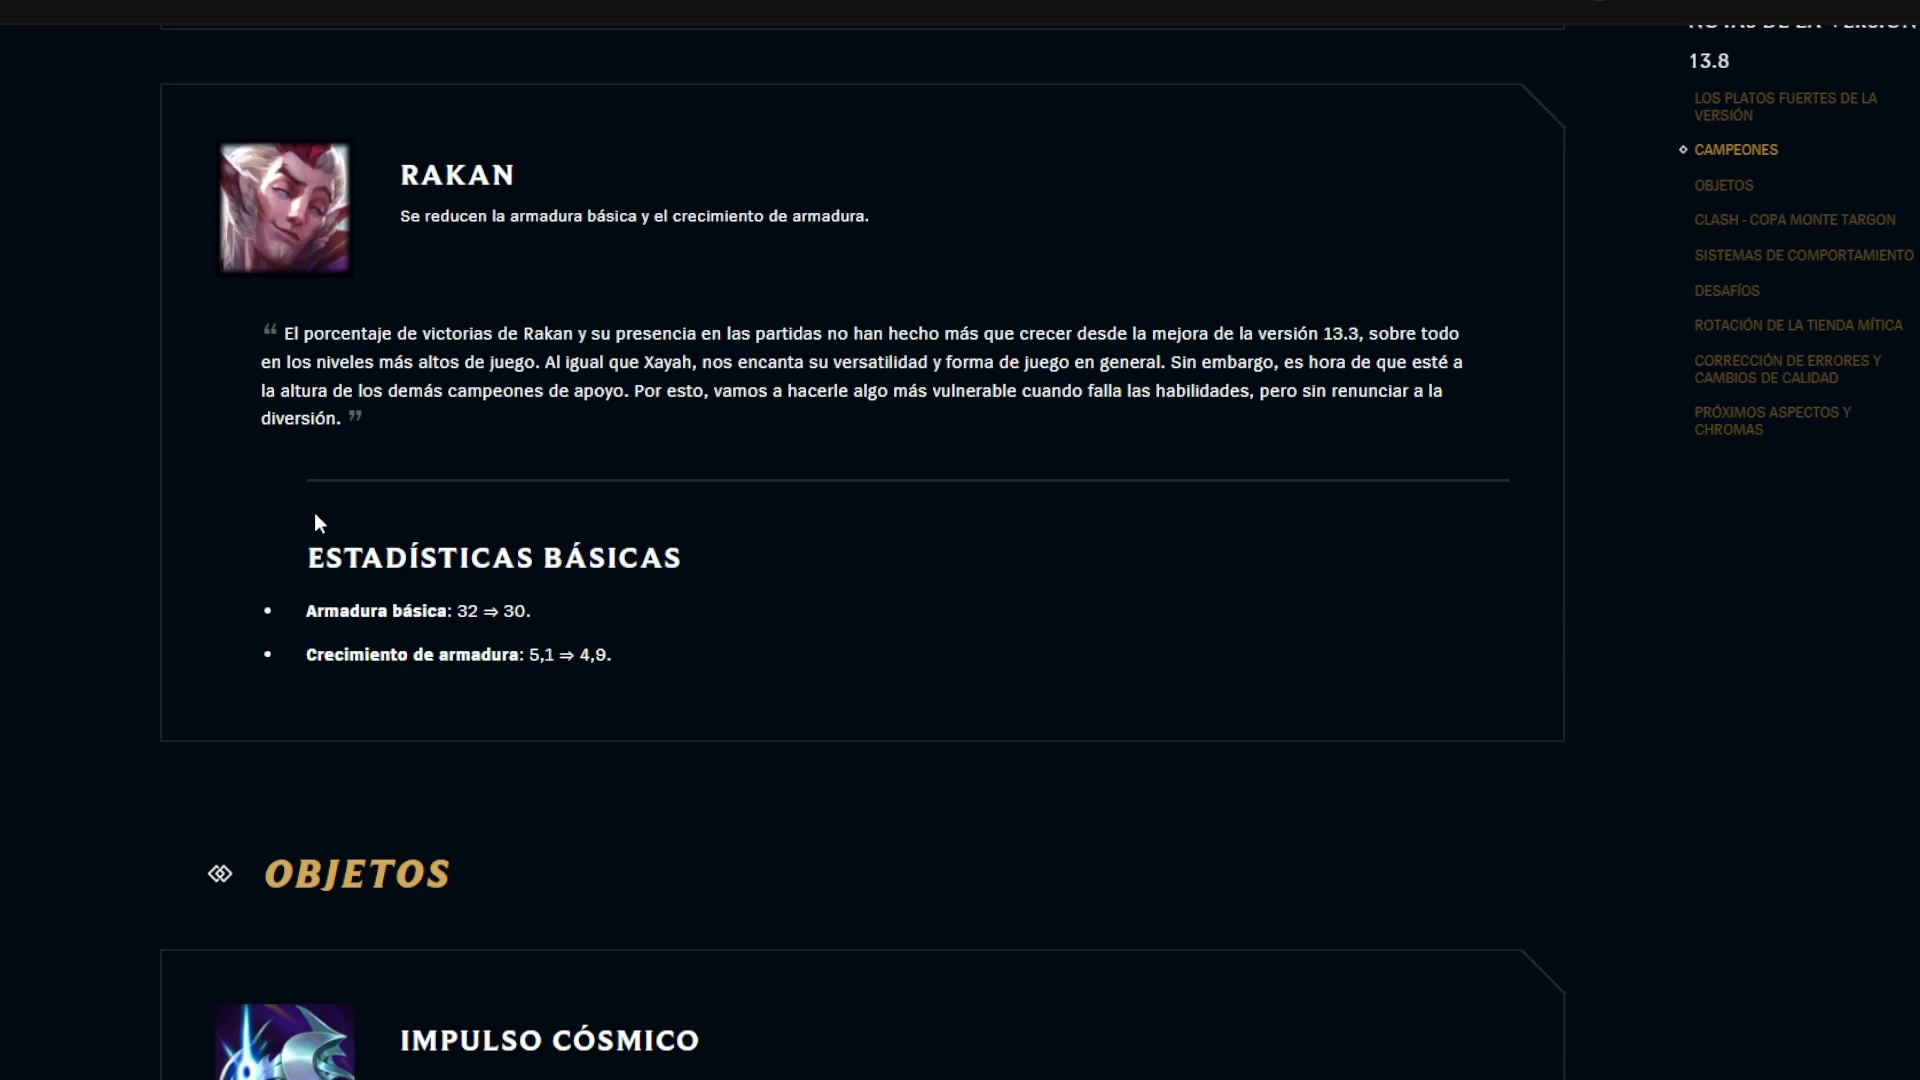 NOTAS DE LA VERSIÓN
13.8
LOS PLATOS FUERTES DE LA
VERSIÓN
CAMPEONES
OBJETOS
CLASH - COPA MONTE TARGON
SISTEMAS DE COMPORTAMIENTO
DESAFÍOS
ROTACIÓN DE LA TIENDA MÍTICA
CORRECCIÓN DE ERRORES Y
CAMBIOS DE CALIDAD
PRÓXIMOS ASPECTOS Y
CHROMAS
RAKAN
Se reducen la armadura básica y el crecimiento de armadura.
“ El porcentaje de victorias de Rakan y su presencia en las partidas no han hecho más que crecer desde la mejora de la versión 13.3, sobre todo
en los niveles más altos de juego. Al igual que Xayah, nos encanta su versatilidad y forma de juego en general. Sin embargo, es hora de que esté a
la altura de los demás campeones de apoyo. Por esto, vamos a hacerle algo más vulnerable cuando falla las habilidades, pero sin renunciar a la
diversión. ”
ESTADÍSTICAS BÁSICAS
• Armadura básica: 32 ⇒ 30.
• Crecimiento de armadura: 5,1 ⇒ 4,9.
OBJETOS
IMPULSO CÓSMICO